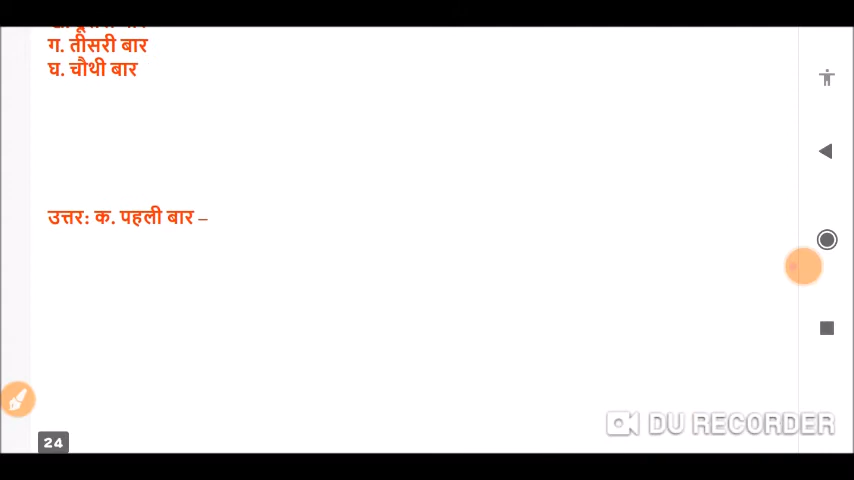 ग. तीसरी बार
घ. चौथी बार
उत्तर: क. पहली बार –
24
DU RECORDER